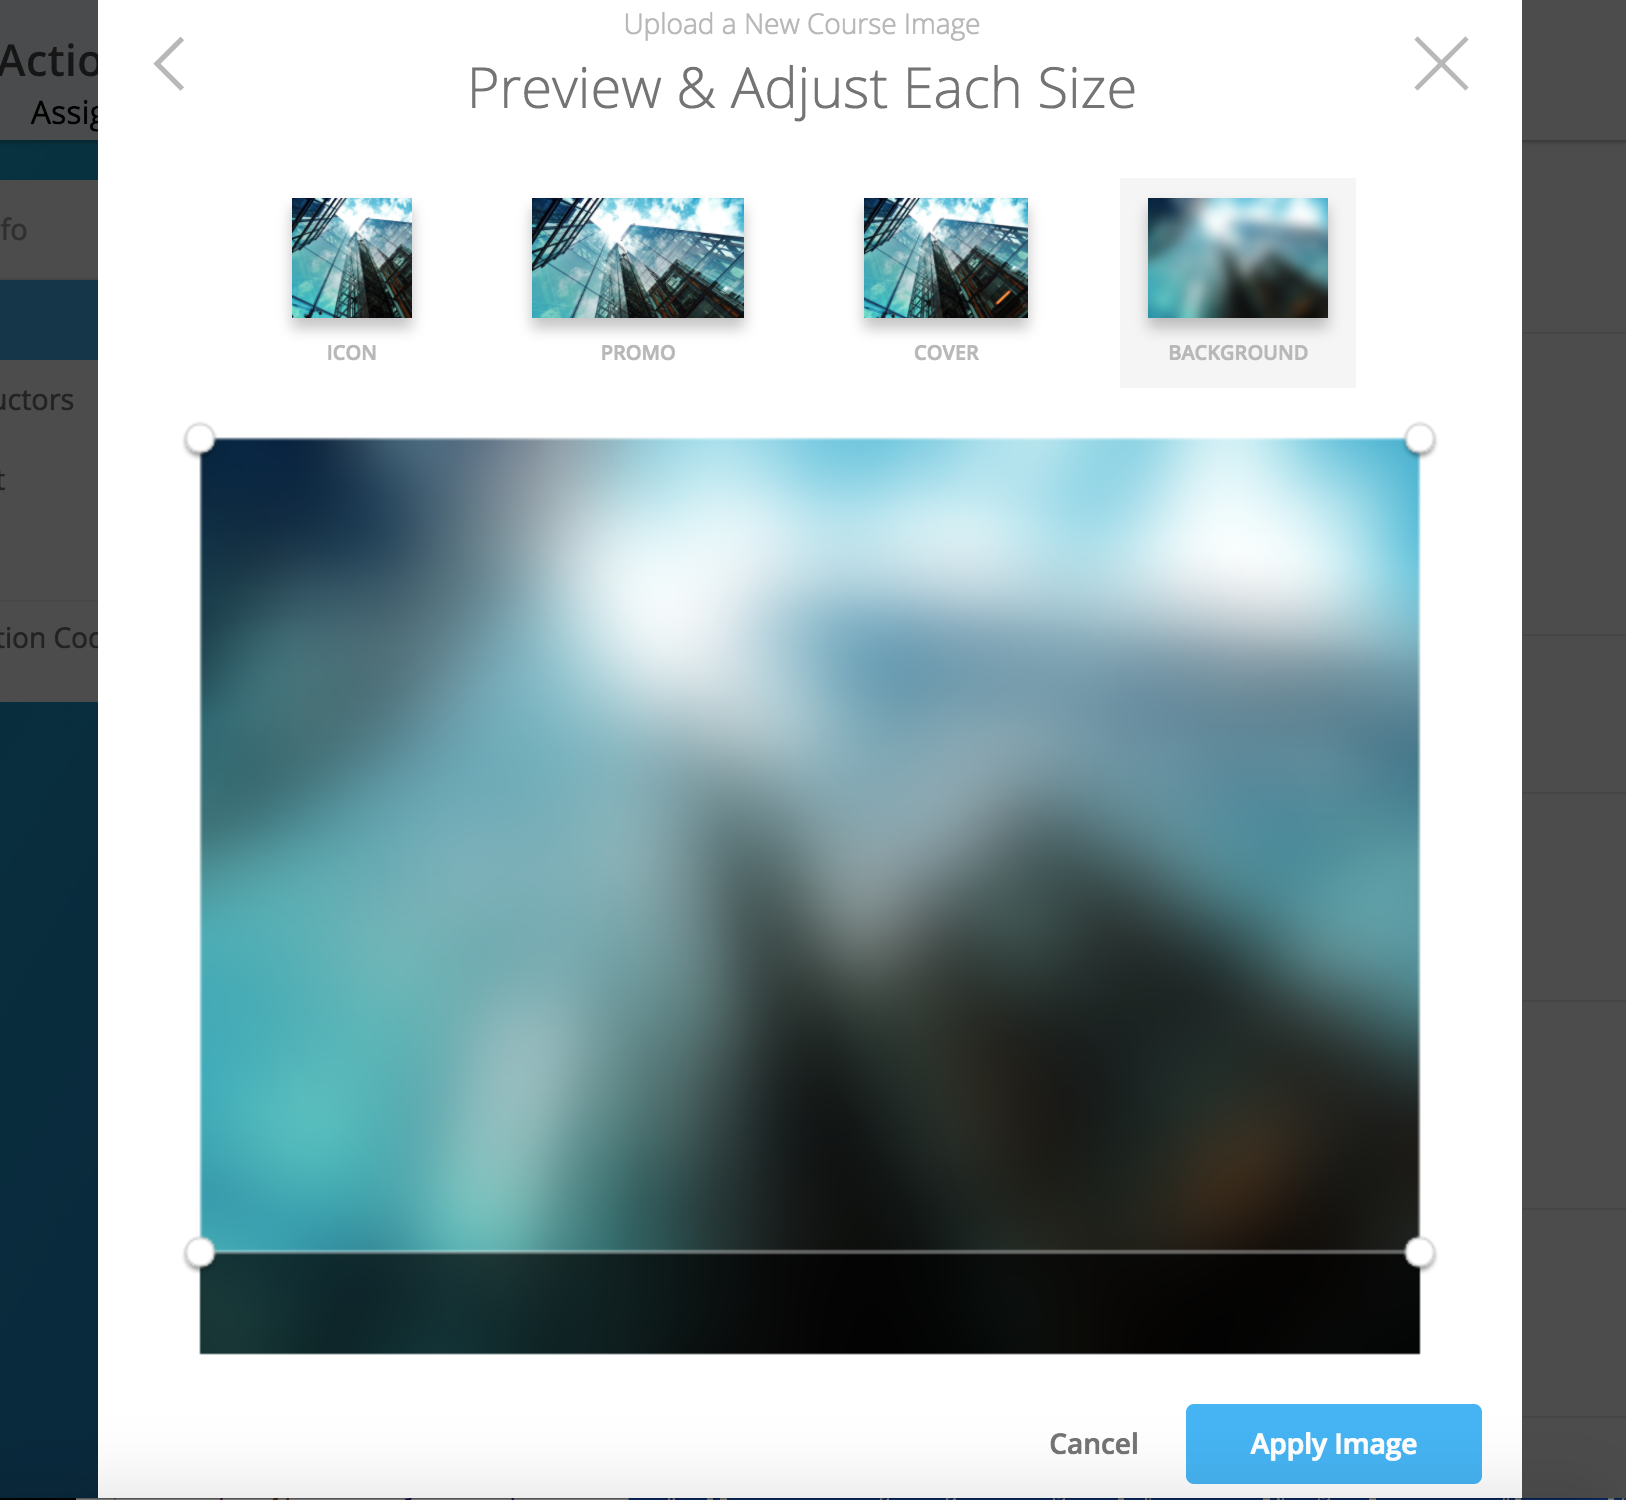 Upload a New Course Image
Preview & Adjust Each Size
Actio
Assig
fo
uctors
t
tion Coc
ICON
PROMO
COVER
BACKGROUND
Cancel
Apply Image